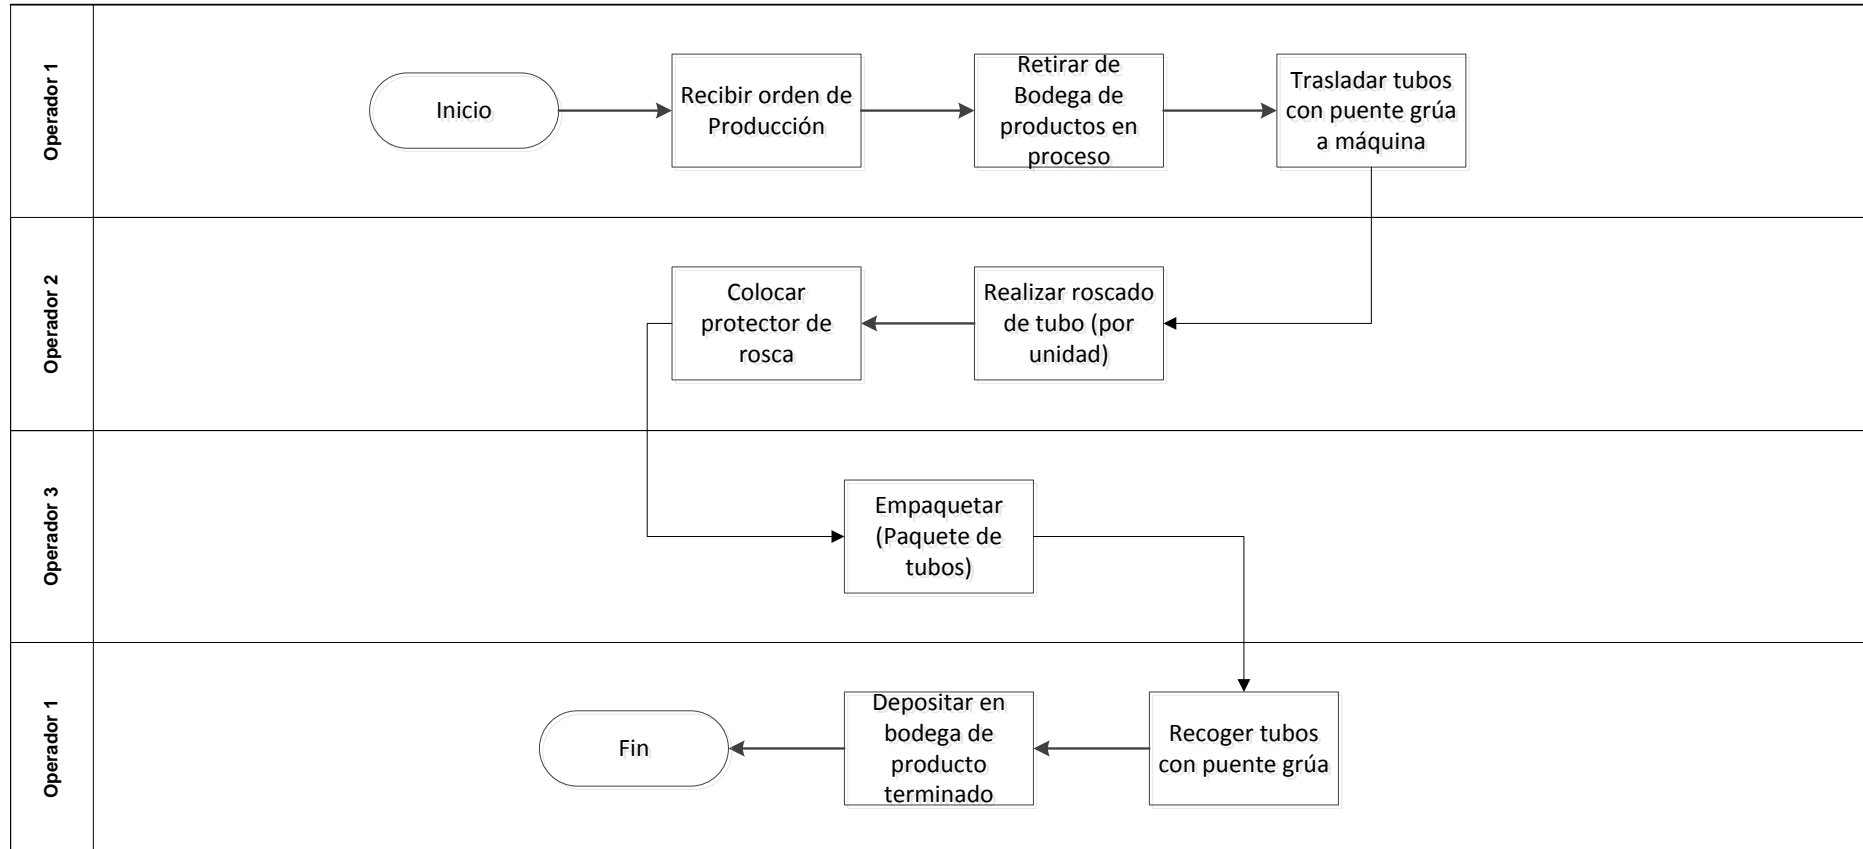 Operador 1
Inicio
Recibir orden de
Producción
Retirar de
Bodega de
productos en
proceso
Trasladar tubos
con puente grúa
a máquina
Operador 2
Colocar
protector de
rosca
Realizar roscado
de tubo (por
unidad)
Operador 3
Empaquetar
(Paquete de
tubos)
Operador 1
Fin
Depositar en
bodega de
producto
terminado
Recoger tubos
con puente grúa